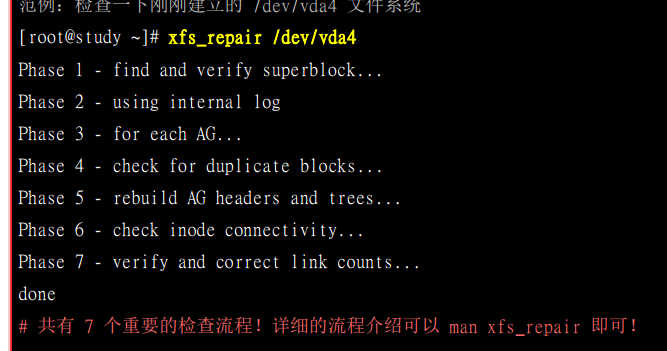 范例：检查一下刚刚建立的 /dev/vda4 文件系统
[root@study ~]# xfs_repair /dev/vda4
Phase 1 - find and verify superblock...
Phase 2 - using internal log
Phase 3 - for each AG...
Phase 4 - check for duplicate blocks...
Phase 5 - rebuild AG headers and trees...
Phase 6 - check inode connectivity...
Phase 7 - verify and correct link counts...
done
# 共有 7 个重要的检查流程！详细的流程介绍可以 man xfs_repair 即可！